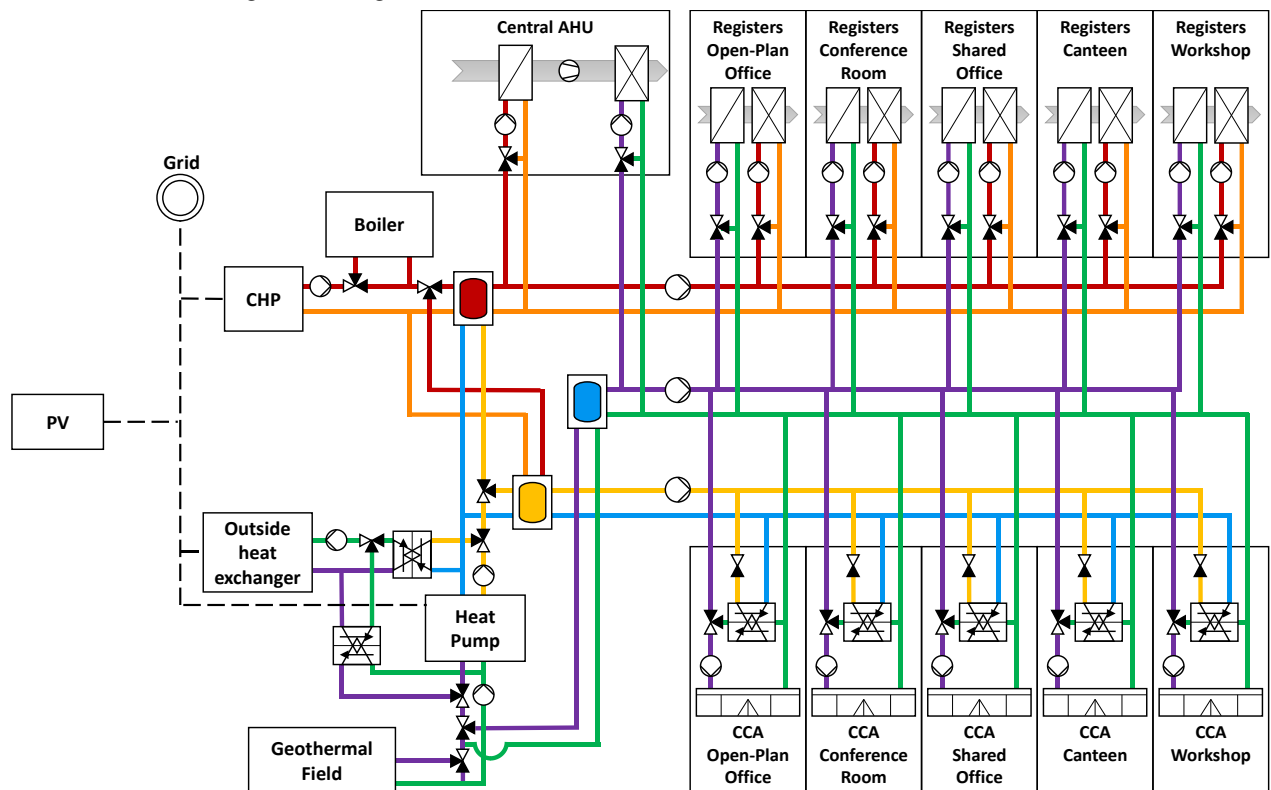 Central AHU
Registers
Open-Plan
Office
Registers
Conference
Room
Registers
Shared
Office
Registers
Canteen
Registers
Workshop
Grid
Boiler
CHP
PV
Outside
heat
exchanger
Heat
Pump
Geothermal
Field
CCA
Open-Plan
Office
CCA
Conference
Room
CCA
Shared
Office
CCA
Canteen
CCA
Workshop